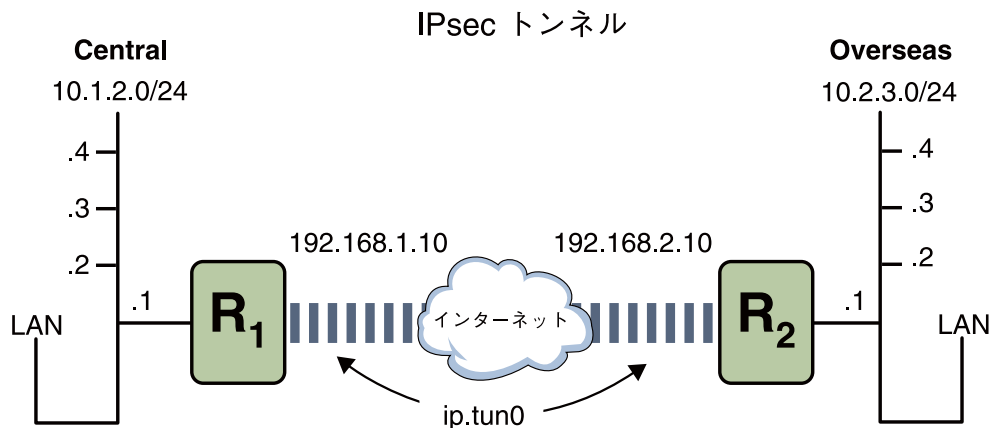 IPsec トンネル
Central
Overseas
10.1.2.0/24
10.2.3.0/24
.4
.4
.3
.3
192.168.1.10
192.168.2.10
.2
.2
.1
.1
LAN
R1
インターネット
R2
LAN
ip.tun0